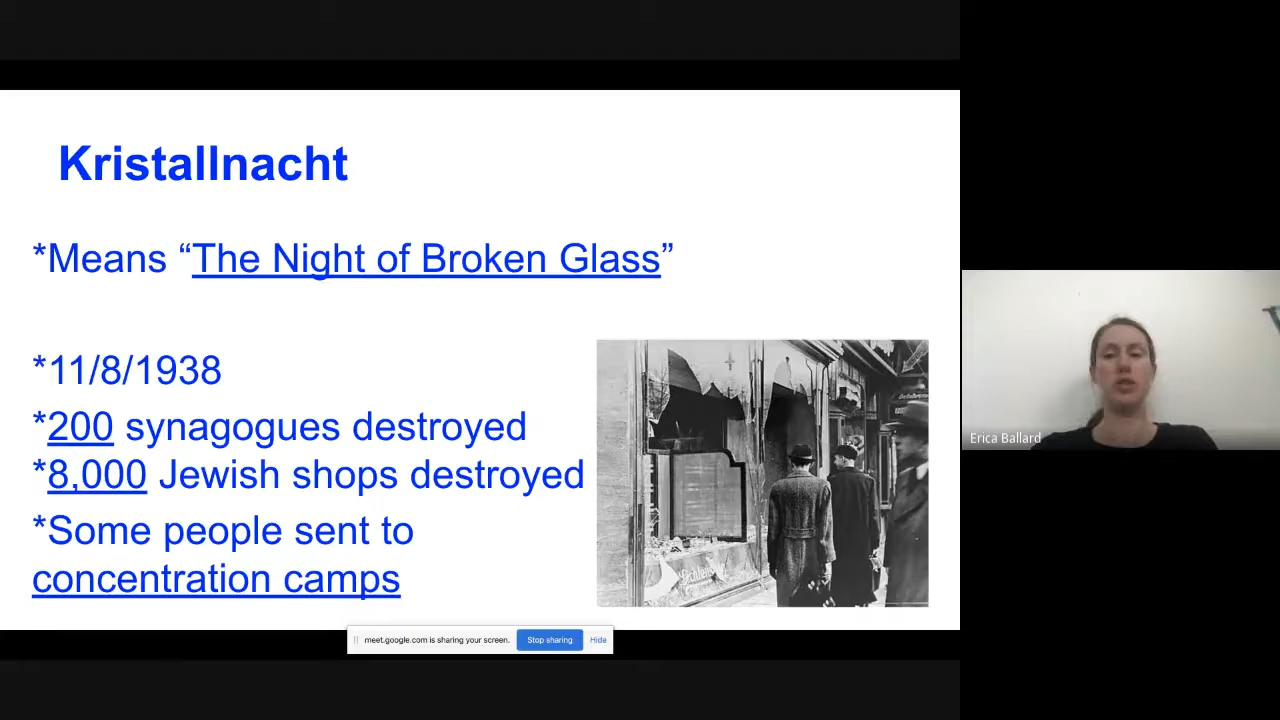 Kristallnacht
*Means “The Night of Broken Glass”
*11/8/1938
*200 synagogues destroyed
*8,000 Jewish shops destroyed
*Some people sent to
concentration camps
Erica Ballard
meet.google.com is sharing your screen.
Stop sharing
Hide